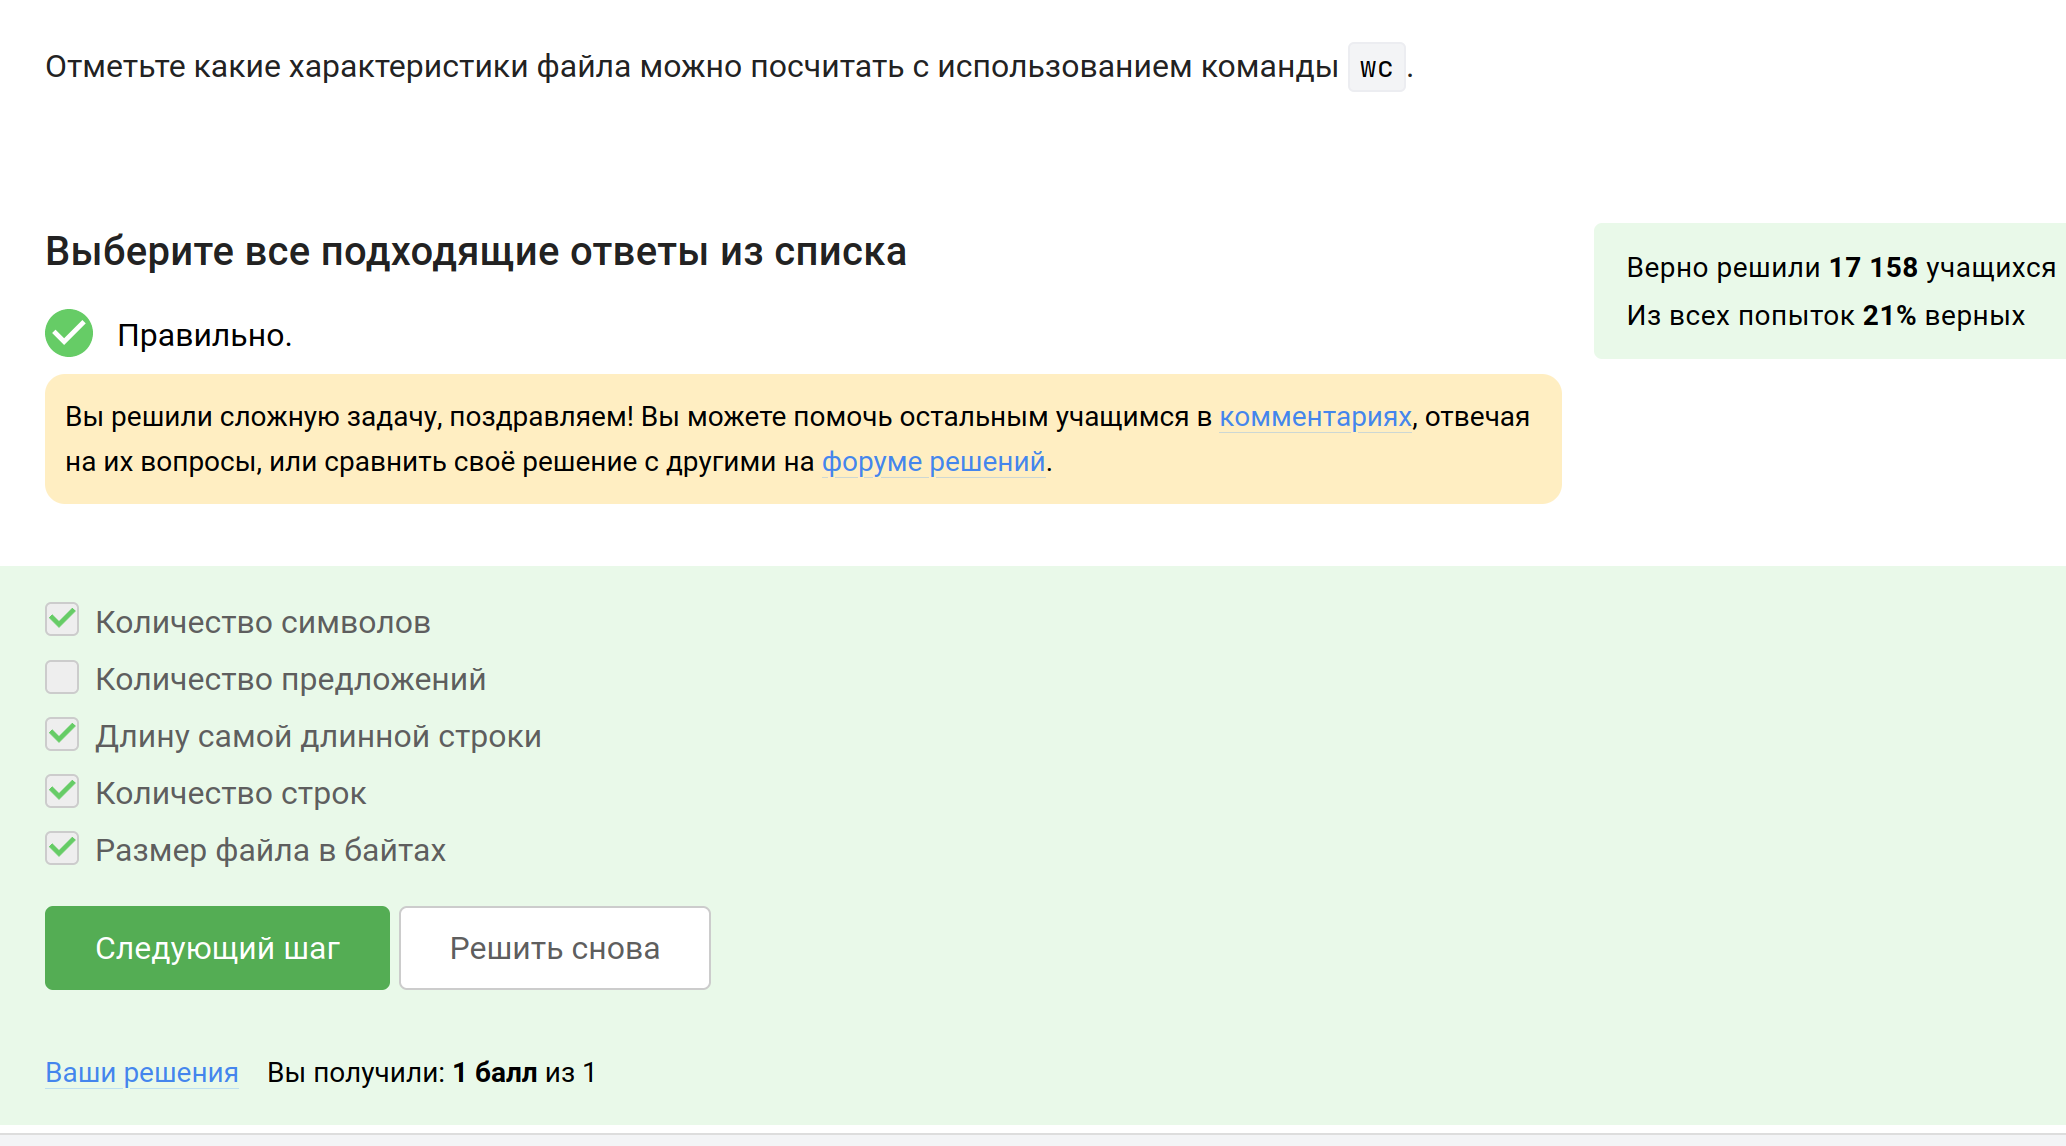 Отметьте какие характеристики файла можно посчитать с использованием команды wc.
Выберите все подходящие ответы из списка
Верно решили 17 158 учащихся
Из всех попыток 21% верных
Правильно.
Вы решили сложную задачу, поздравляем! Вы можете помочь остальным учащимся в комментариях, отвечая
на их вопросы, или сравнить своё решение с другими на форуме решений.
Количество символов
Количество предложений
Длину самой длинной строки
Количество строк
Размер файла в байтах
Следующий шаг Решить снова
Ваши решения Вы получили: 1 балл из 1